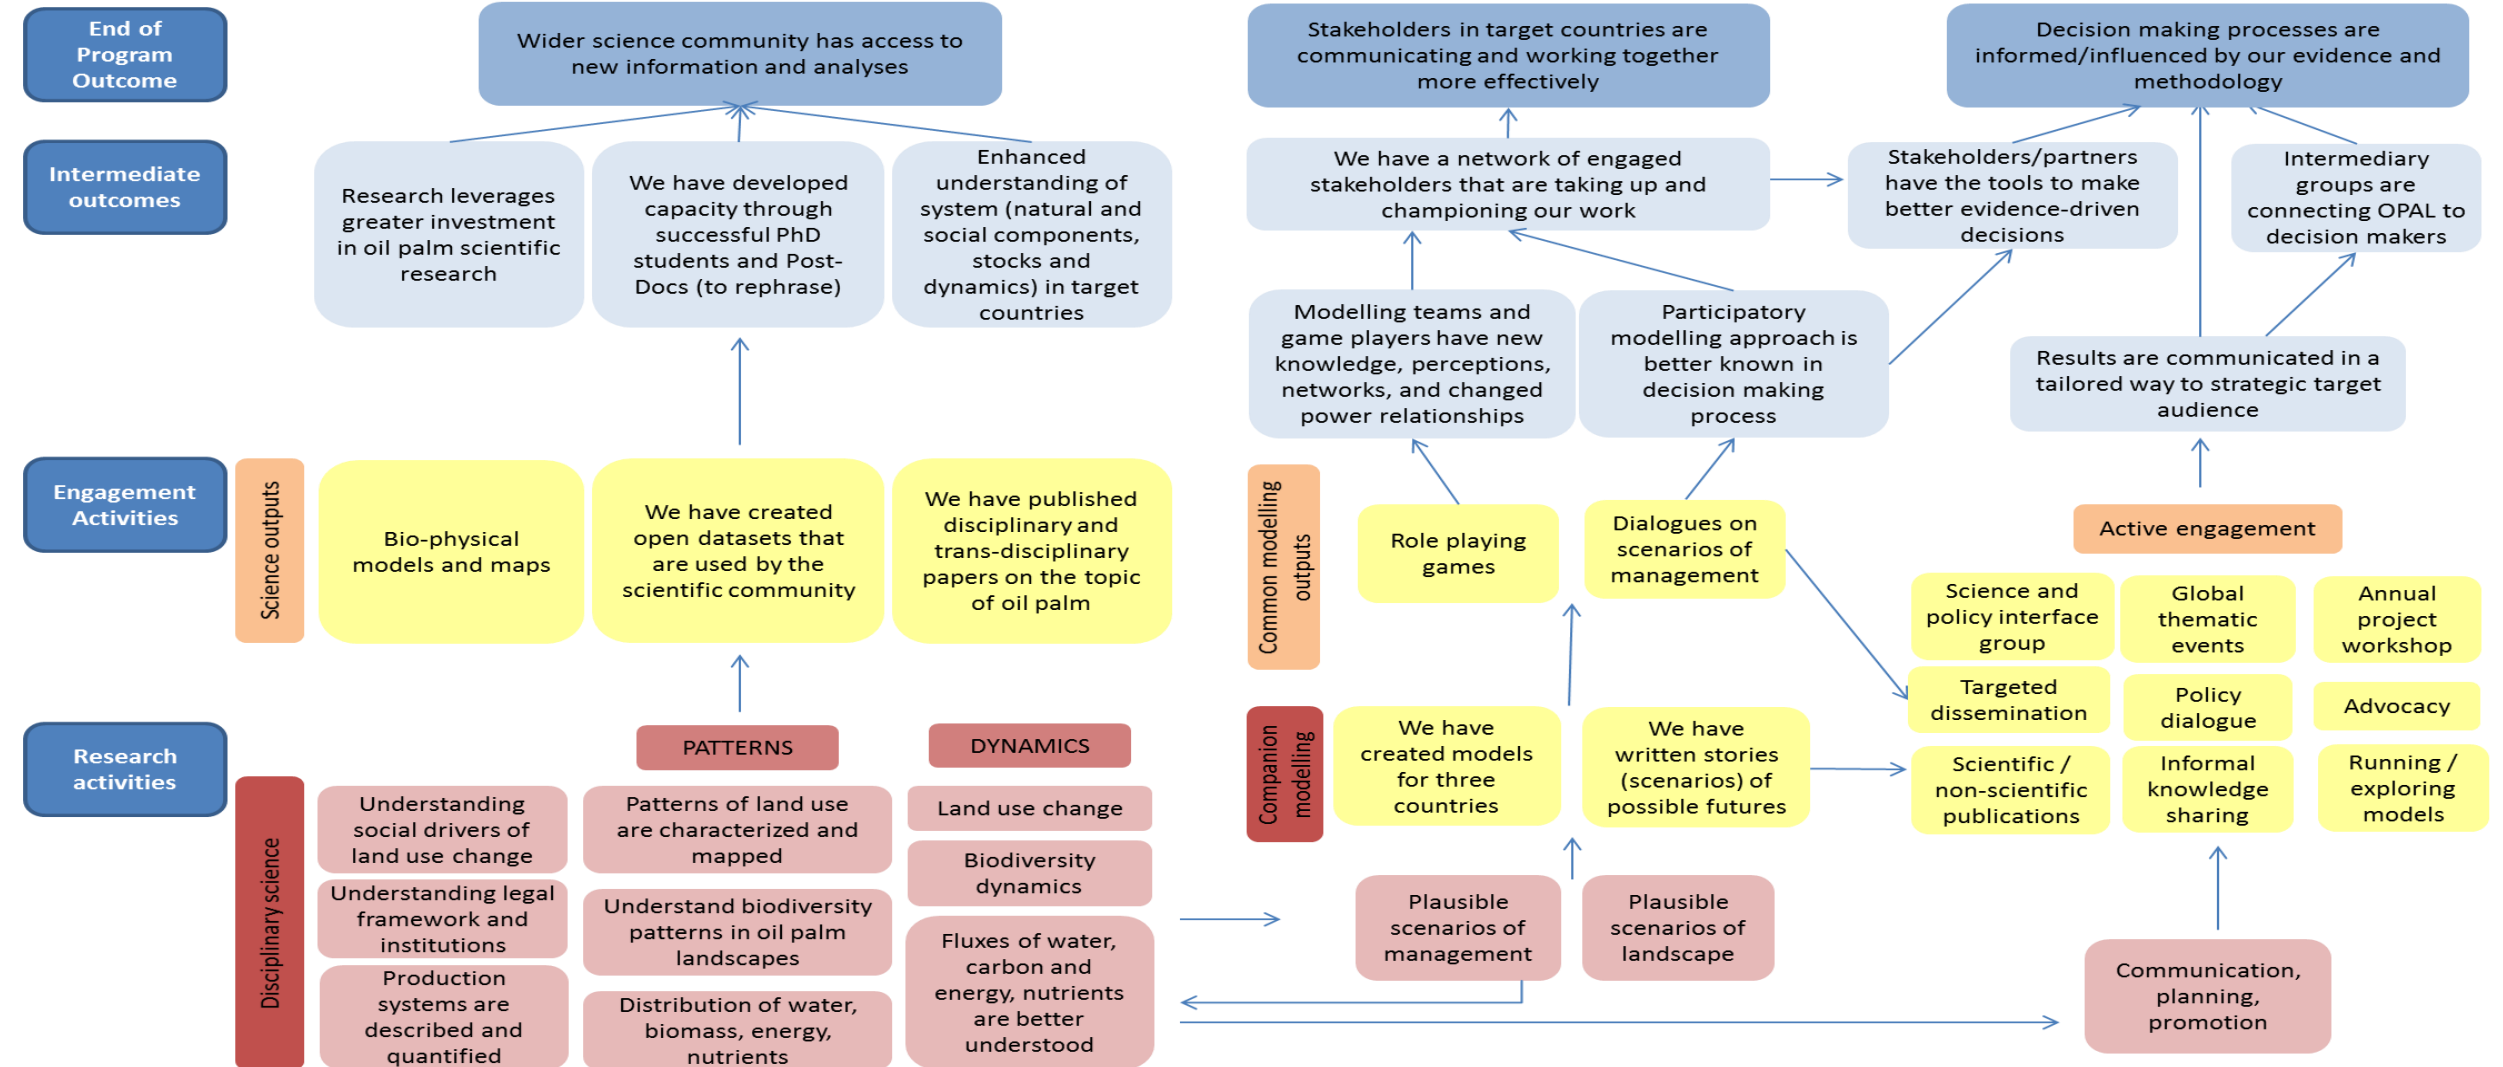 End of
Program
Outcome
Wider science community has access to
new information and analyses
Stakeholders in target countries are
communicating and working together
more effectively
Decision making processes are
informed/influenced by our evidence and
methodology
Intermediate
outcomes
Research leverages
greater investment
in oil palm scientific
research
We have developed
capacity through
successful PhD
students and Post-
Docs (to rephrase)
Enhanced
understanding of
system (natural and
social components,
stocks and
dynamics) in target
countries
We have a network of engaged
stakeholders that are taking up and
championing our work
Stakeholders/partners
have the tools to make
better evidence-driven
decisions
Intermediary
groups are
connecting OPAL to
decision makers
Modelling teams and
game players have new
knowledge, perceptions,
networks, and changed
power relationships
Participatory
modelling approach is
better known in
decision making
process
Results are communicated in a
tailored way to strategic target
audience
Engagement
Activities
Science outputs
Bio-physical
models and maps
We have created
open datasets that
are used by the
scientific community
We have published
disciplinary and
trans-disciplinary
papers on the topic
of oil palm
Common modelling
outputs
Role playing
games
Dialogues on
scenarios of
management
Active engagement
Science and
policy interface
group
Global
thematic
events
Annual
project
workshop
Targeted
dissemination
Policy
dialogue
Advocacy
Scientific /
non-scientific
publications
Informal
knowledge
sharing
Running /
exploring
models
Research
activities
Companion
modelling
We have
created models
for three
countries
We have
written stories
(scenarios) of
possible futures
PATTERNS
DYNAMICS
Disciplinary science
Understanding
social drivers of
land use change
Patterns of land use
are characterized and
mapped
Land use change
Understanding legal
framework and
institutions
Understand biodiversity
patterns in oil palm
landscapes
Biodiversity
dynamics
Production
systems are
described and
quantified
Distribution of water,
biomass, energy,
nutrients
Fluxes of water,
carbon and
energy, nutrients
are better
understood
Plausible
scenarios of
management
Plausible
scenarios of
landscape
Communication,
planning,
promotion